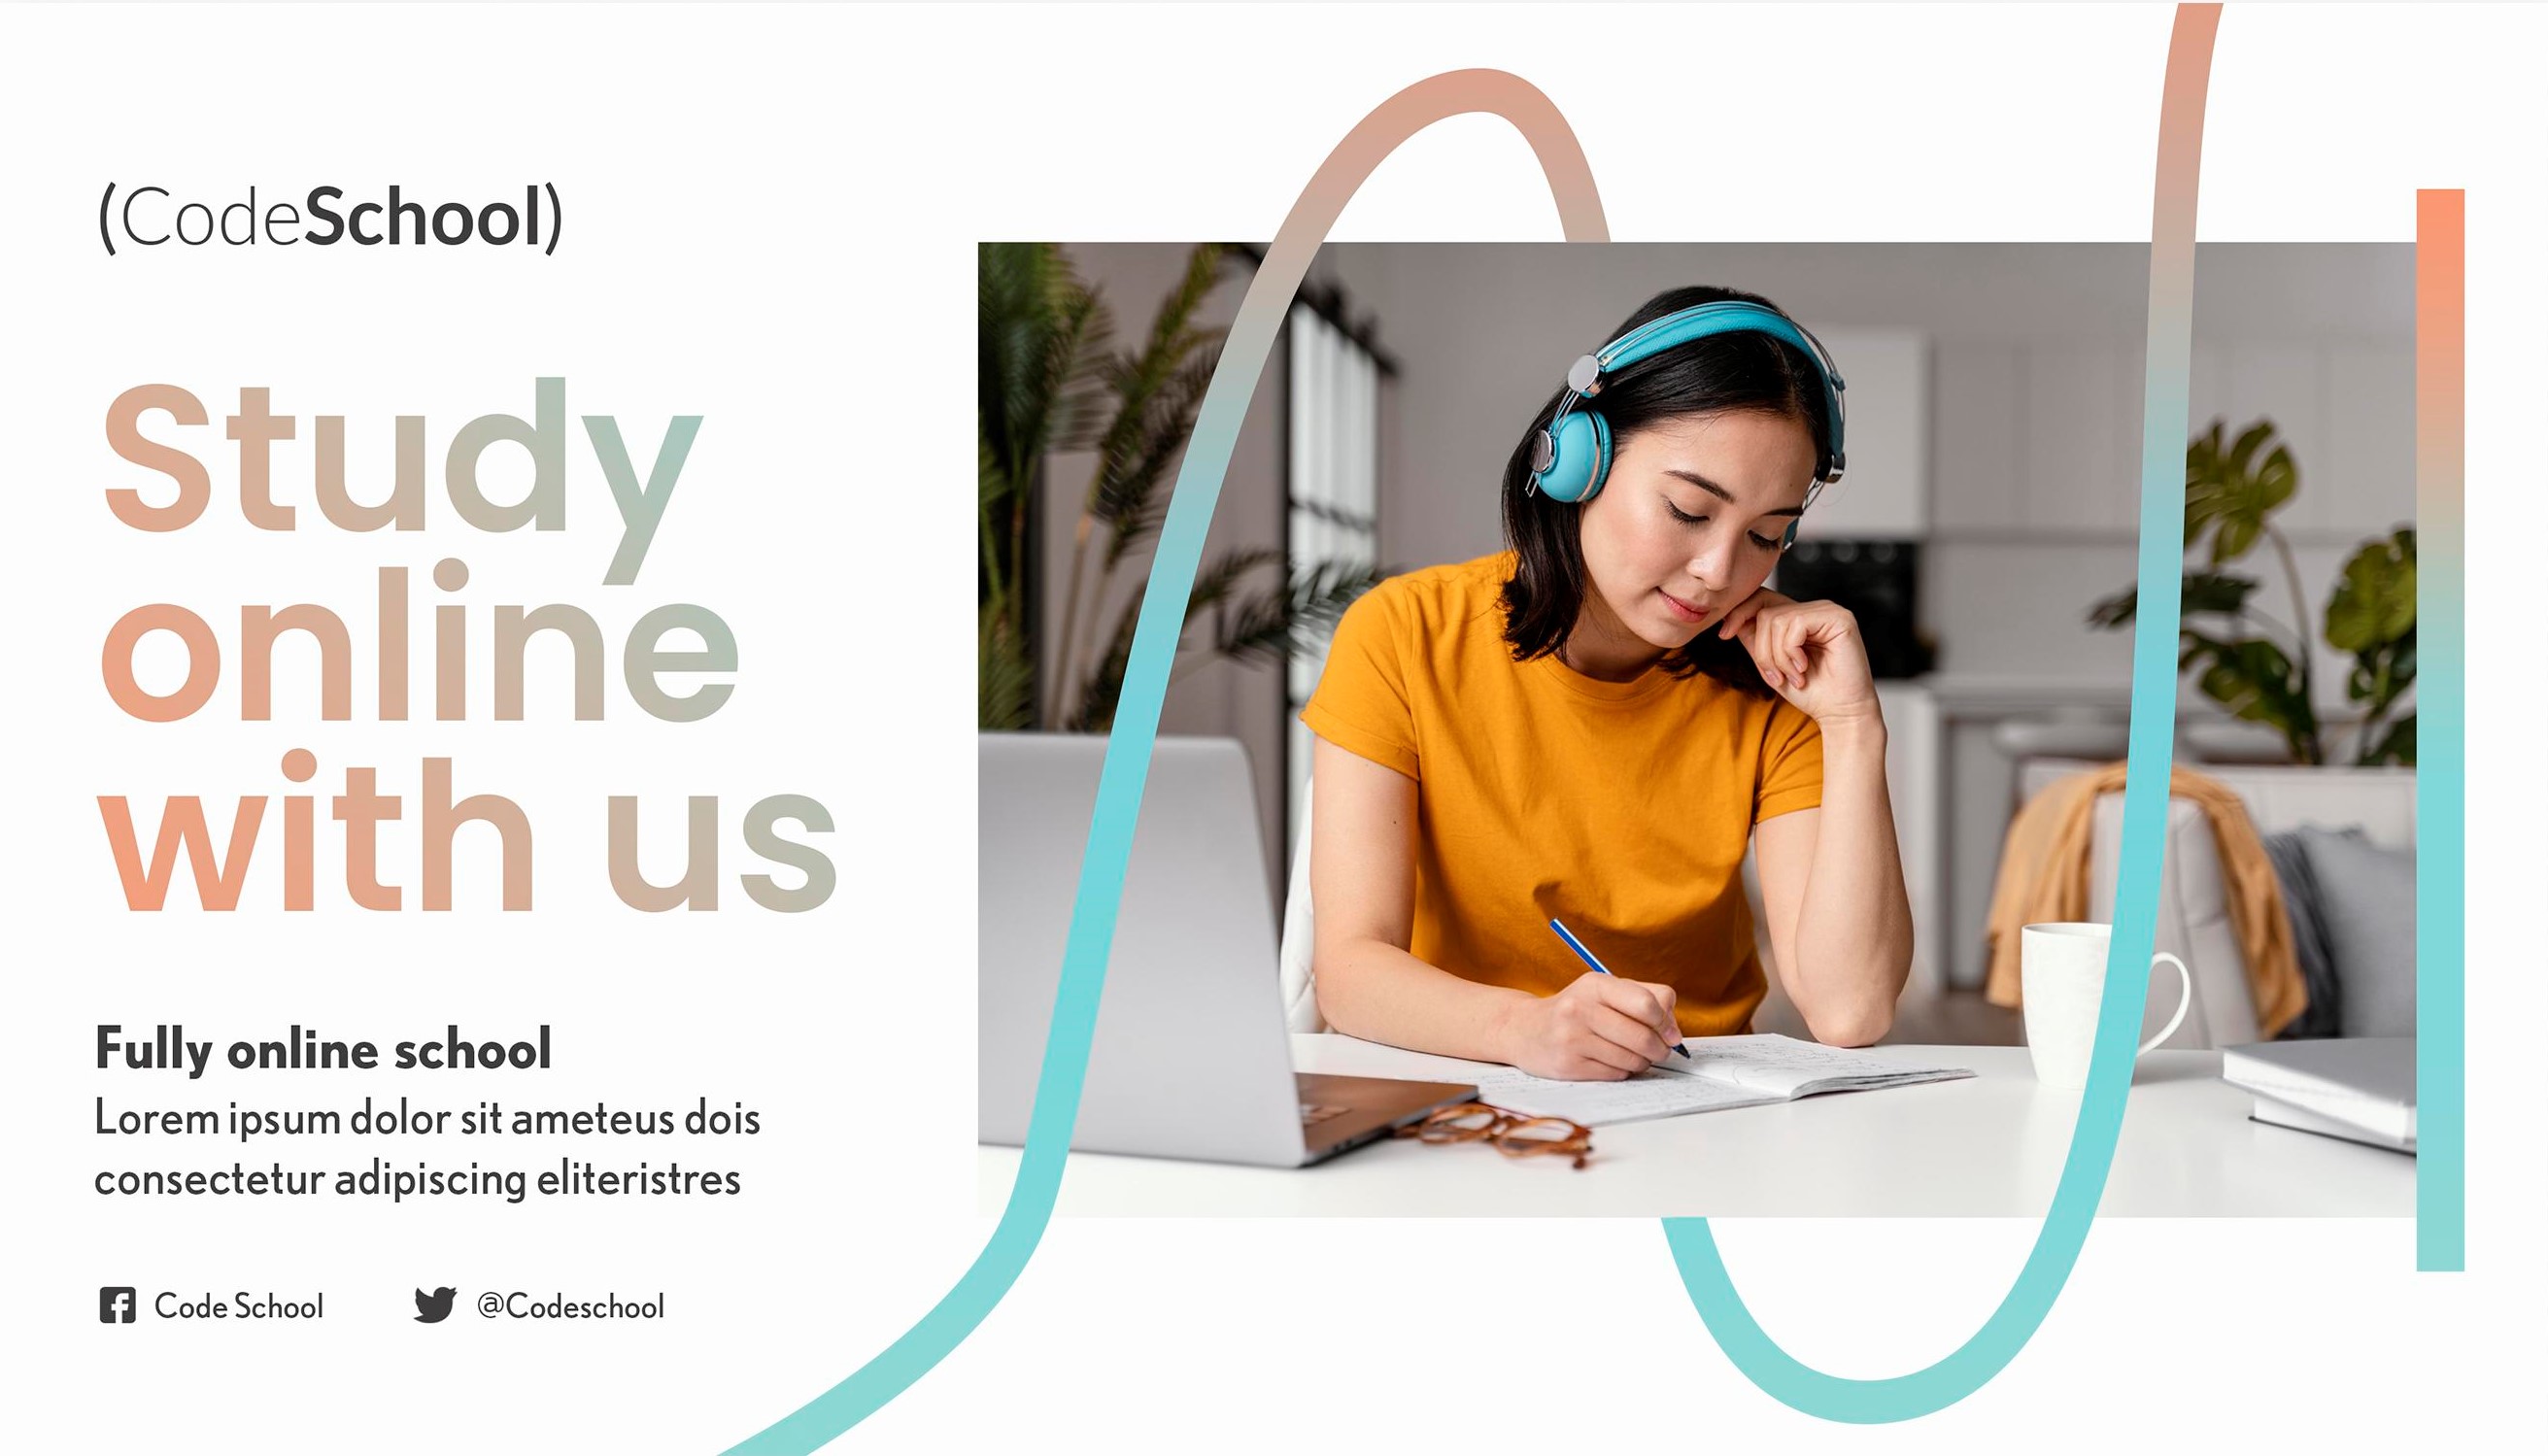 (CodeSchool)
Study
online
with us
Fully online school
Lorem ipsum dolor sit ameteus dois
consectetur adipiscing eliteristres
Code School
@Codeschool